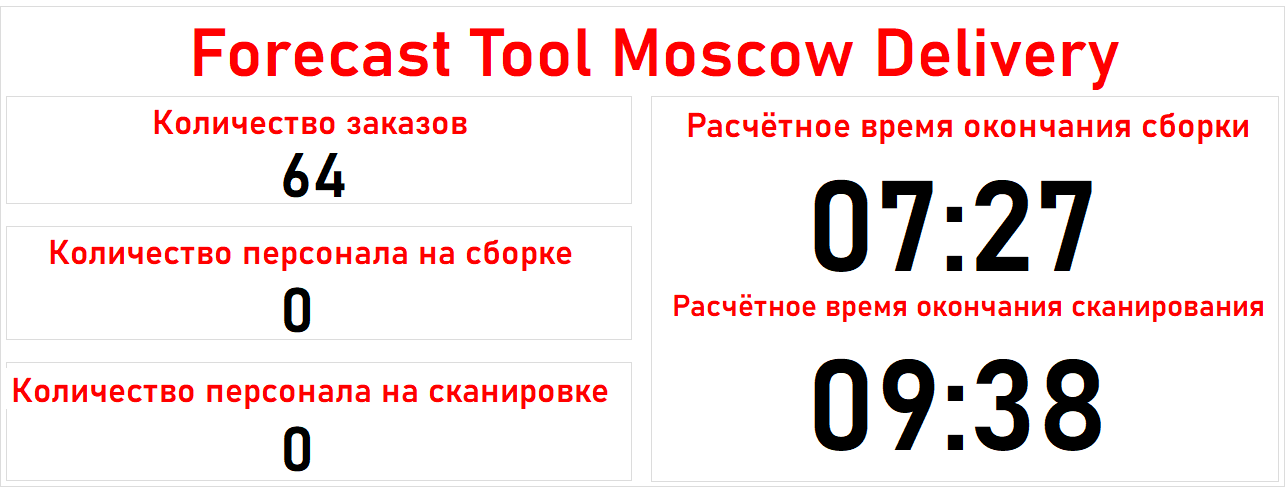 Forecast Tool Moscow Delivery
Количество заказов
64
Количество персонала на сборке
0
Количество персонала на сканировке
0
Расчётное время окончания сборки
07:27
Расчётное время окончания сканирования
09:38